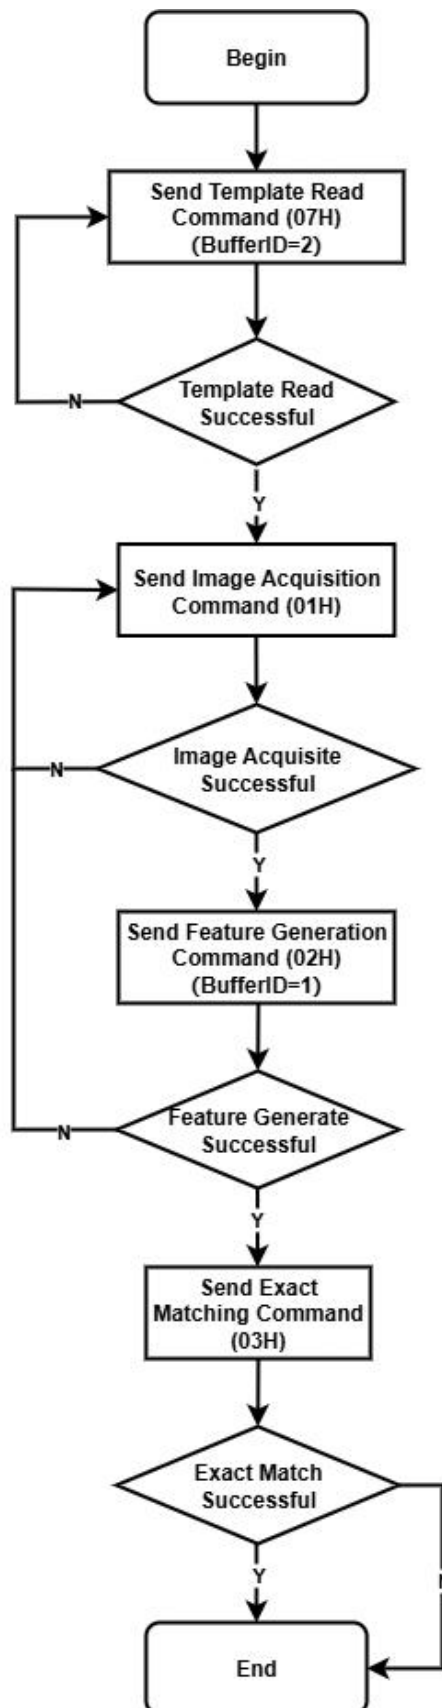 Begin
Send Template Read
Command (07H)
(BufferID=2)
Template Read
Successful
N
Y
Send Image Acquisition
Command (01H)
Image Acquisite
Successful
N
Y
Send Feature Generation
Command (02H)
(BufferID=1)
Feature Generate
Successful
N
Y
Send Exact
Matching Command
(03H)
Exact Match
Successful
Y
End